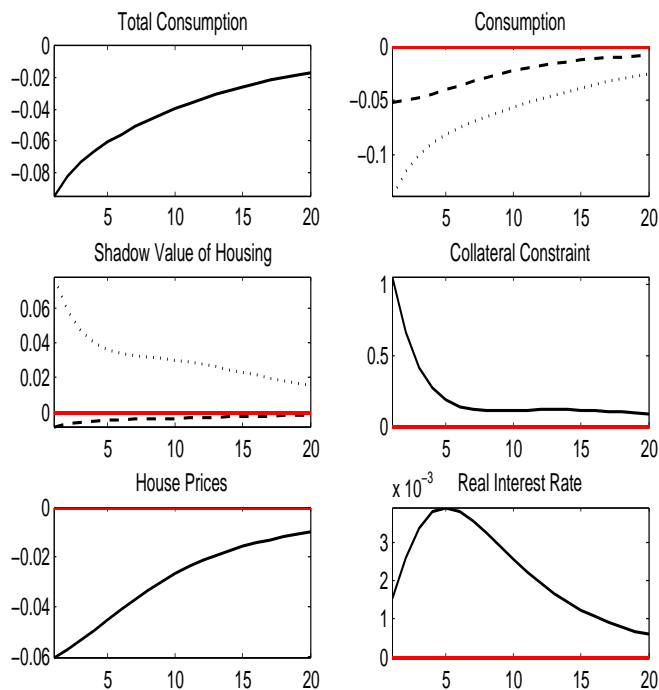 Total Consumption
Consumption
0
−0.02
−0.04
−0.06
−0.08
5 10 15 20
0
−0.05
−0.1
5 10 15 20
Shadow Value of Housing
Collateral Constraint
0.06
0.04
0.02
0
5 10 15 20
1
0.5
0
5 10 15 20
House Prices
x 10−3
Real Interest Rate
0
−0.02
−0.04
−0.06
5 10 15 20
3
2
1
0
5 10 15 20